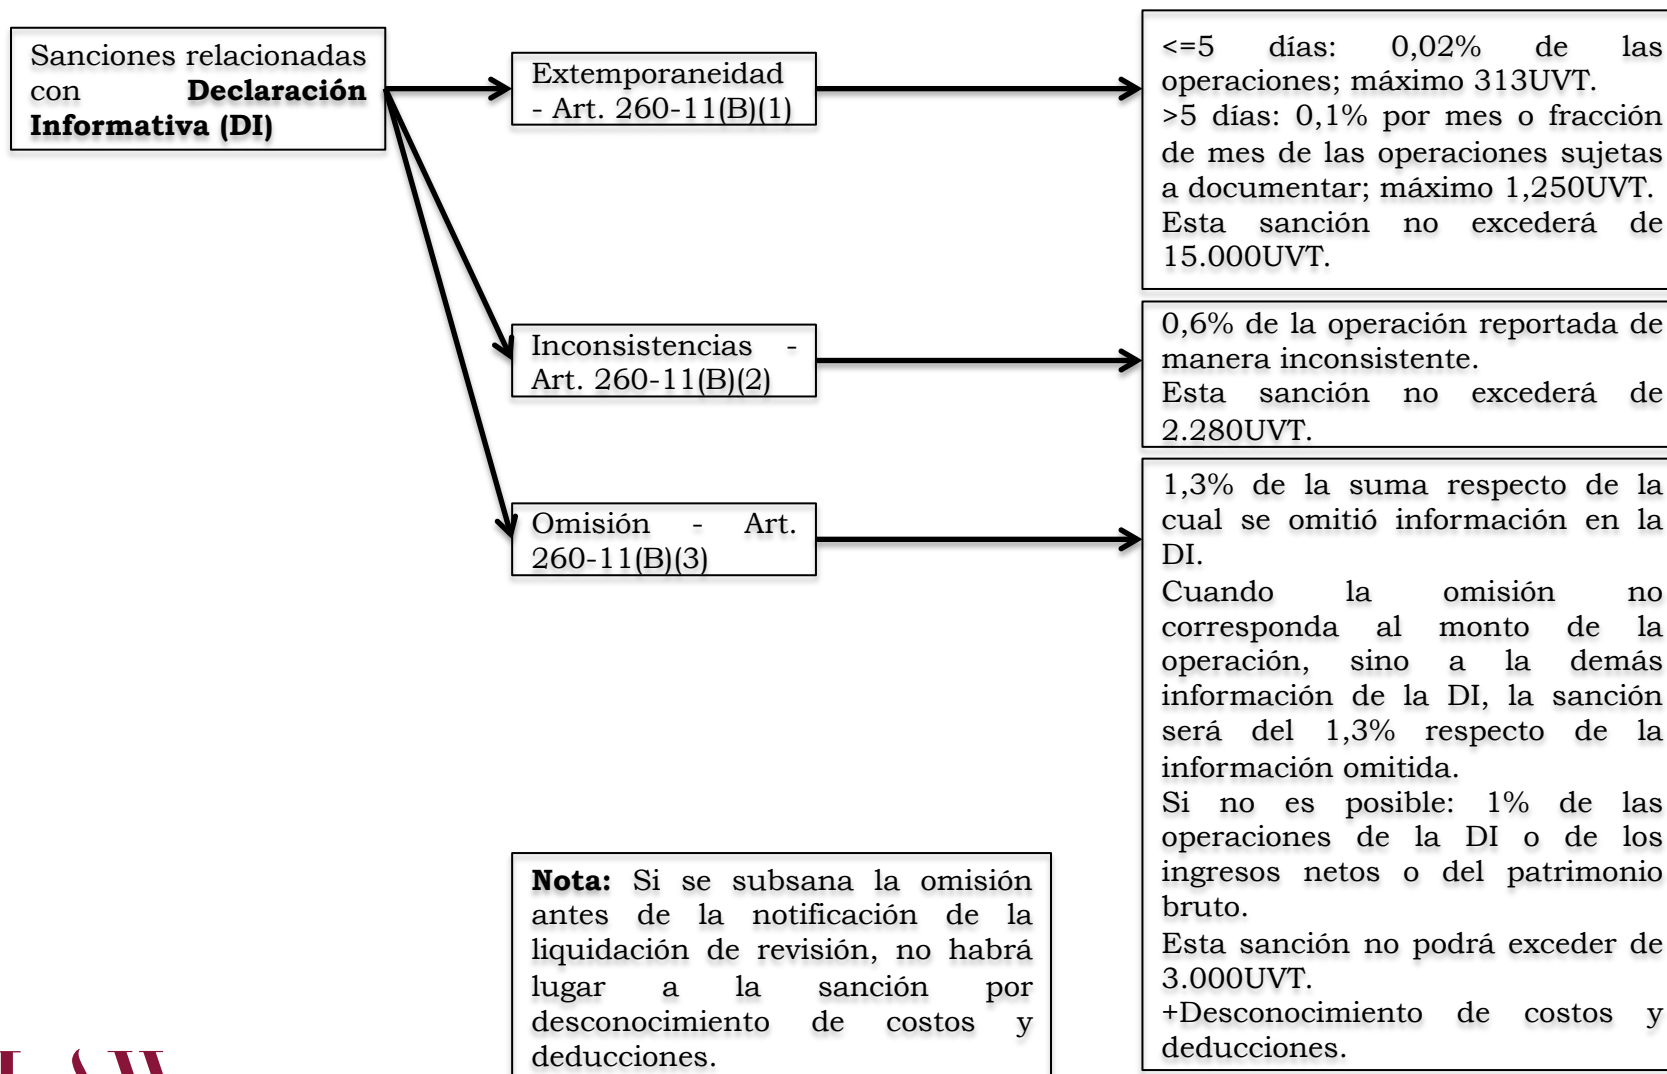 Sanciones relacionadas
con Declaración
Informativa (DI)
Extemporaneidad
- Art. 260-11(B)(1)
<=5 días: 0,02% de las
operaciones; máximo 313UVT.
>5 días: 0,1% por mes o fracción
de mes de las operaciones sujetas
a documentar; máximo 1,250UVT.
Esta sanción no excederá de
15.000UVT.
Inconsistencias -
Art. 260-11(B)(2)
0,6% de la operación reportada de
manera inconsistente.
Esta sanción no excederá de
2.280UVT.
Omisión - Art.
260-11(B)(3)
1,3% de la suma respecto de la
cual se omitió información en la
DI.
Cuando la omisión no
corresponda al monto de la
operación, sino a la demás
información de la DI, la sanción
será del 1,3% respecto de la
información omitida.
Si no es posible: 1% de las
operaciones de la DI o de los
ingresos netos o del patrimonio
bruto.
Esta sanción no podrá exceder de
3.000UVT.
+Desconocimiento de costos y
deducciones.
Nota: Si se subsana la omisión
antes de la notificación de la
liquidación de revisión, no habrá
lugar a la sanción por
desconocimiento de costos y
deducciones.